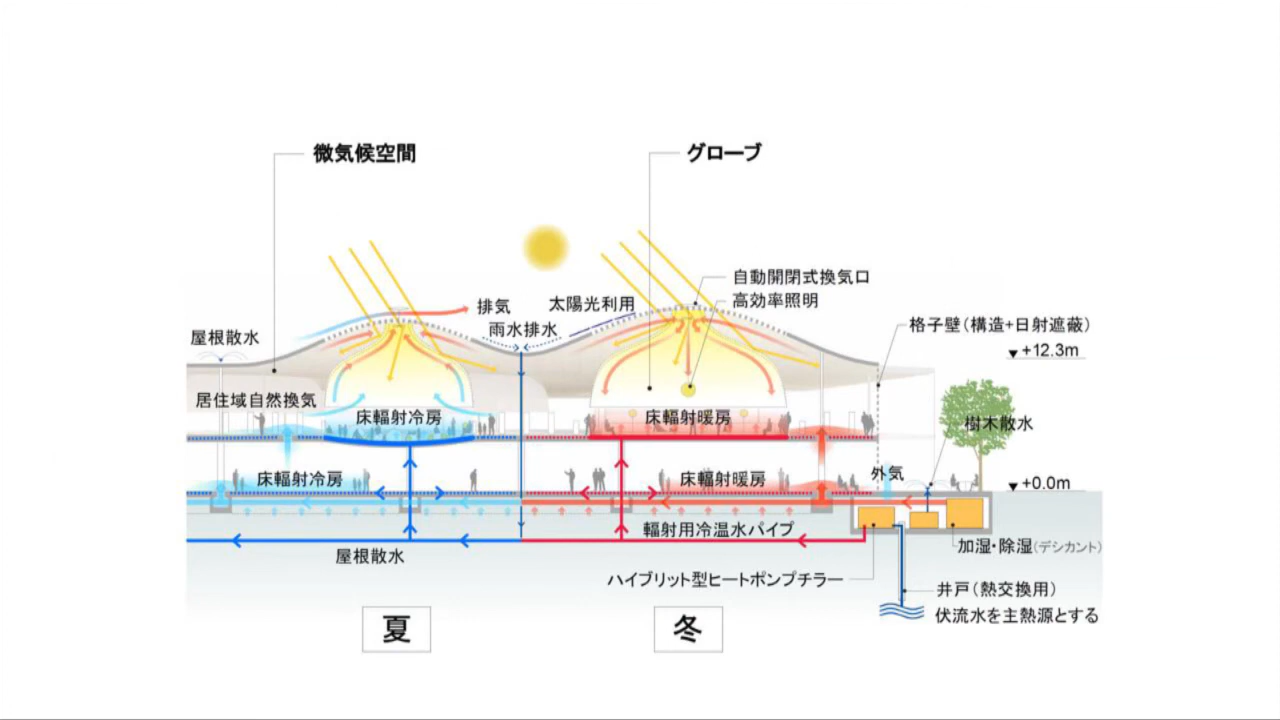 微気候空間
グローブ
自動開閉式換気口
高効率照明
排気
太陽光利用
雨水排水
格子壁（構造+日射遮蔽）
屋根散水
▼+12.3m
居住域自然換気
床輻射冷房
床輻射暖房
樹木散水
床輻射冷房
床輻射暖房
外気
▼+0.0m
輻射用冷温水パイプ
屋根散水
加湿・除湿(デシカント)
ハイブリット型ヒートポンプチラー
井戸（熱交換用）
伏流水を主熱源とする
夏
冬